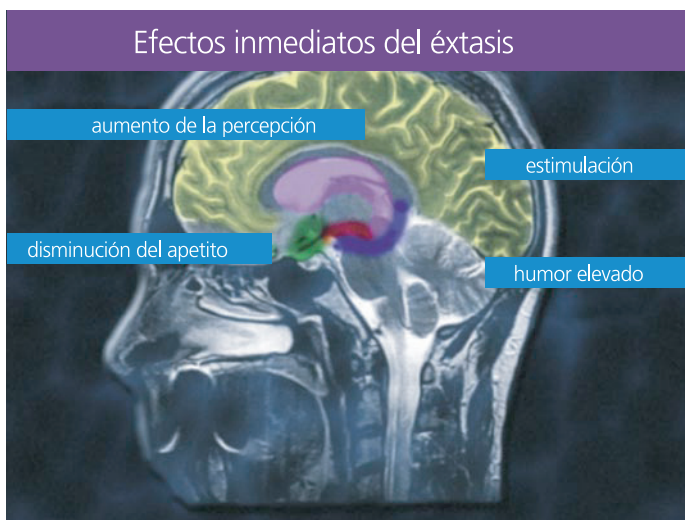 Efectos inmediatos del éxtasis
aumento de la percepción
estimulación
disminución del apetito
humor elevado